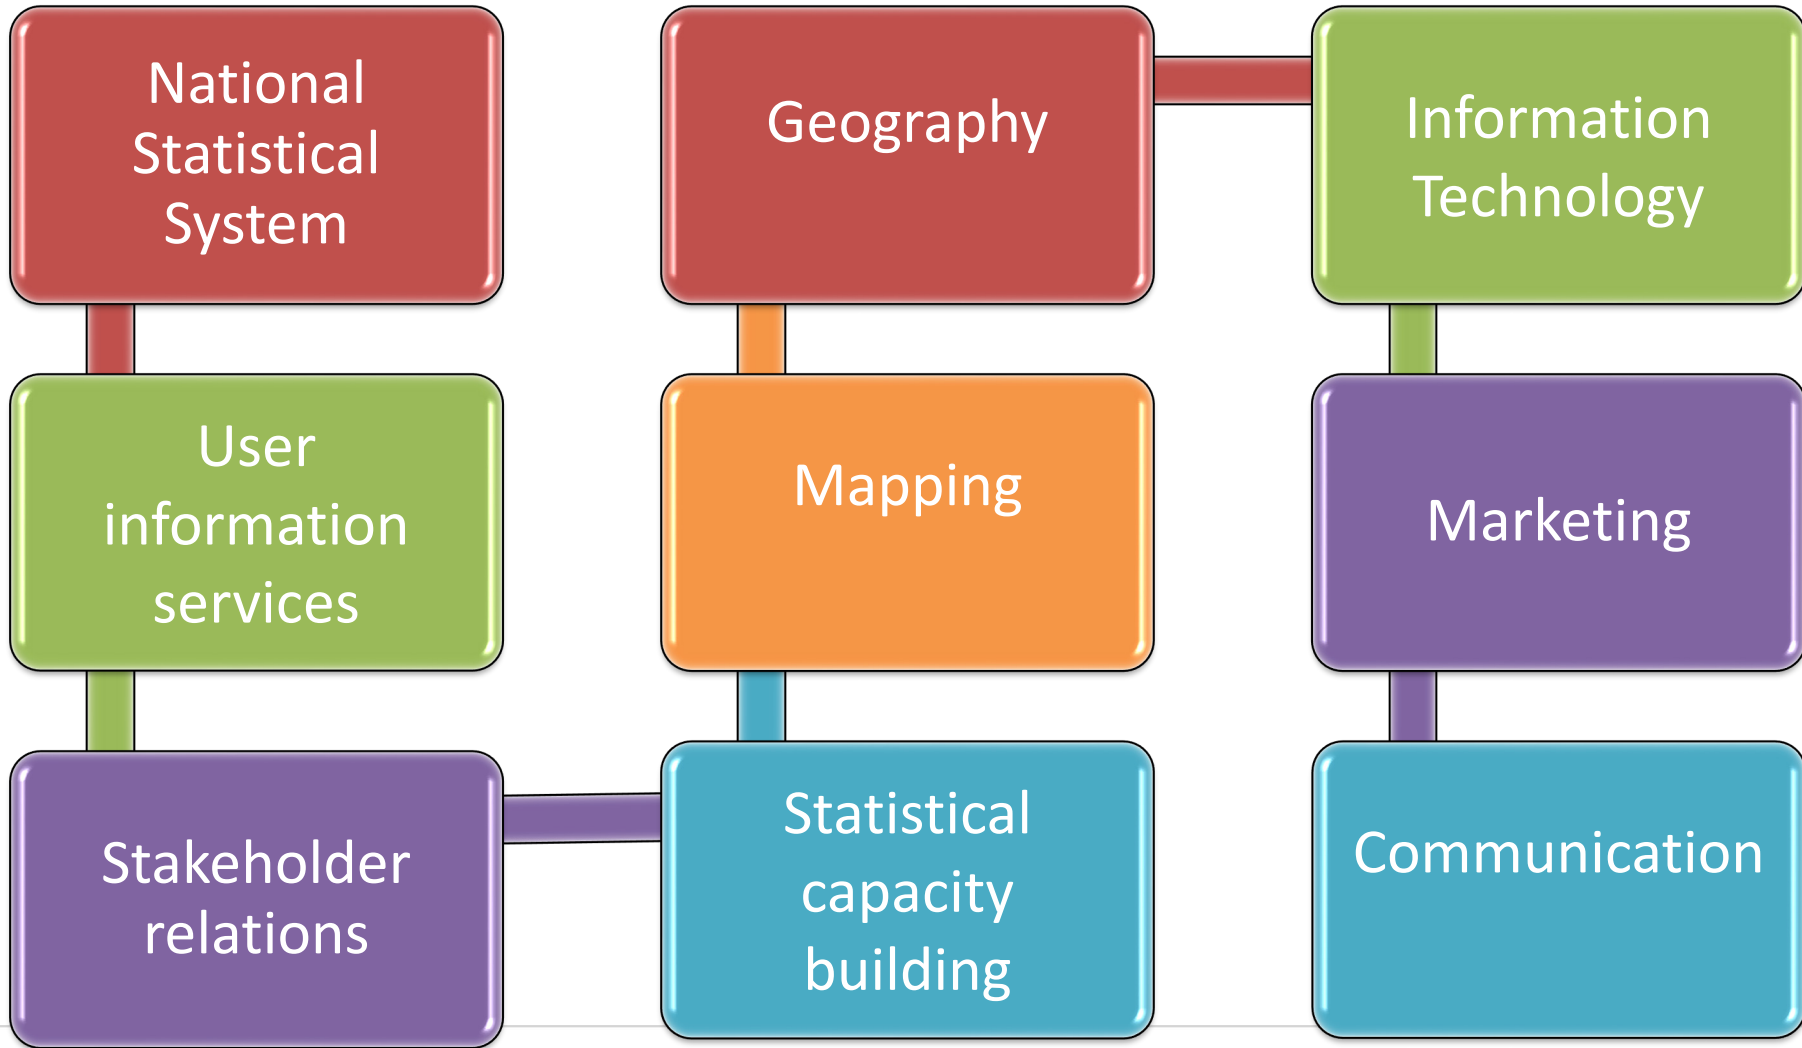 National
Statistical
System
User
information
services
Stakeholder
relations
Statistical
capacity
building
Mapping
Geography
Information
Technology
Marketing
Communication